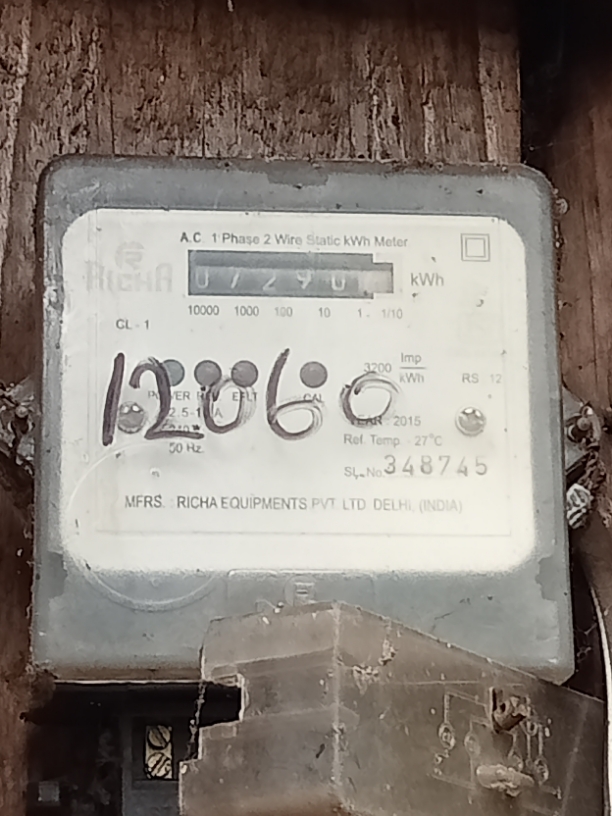 A.C. 1 Phase 2 Wire Static kWh Meter
RICHA
07290 kWh
10000 1000 100 10 1 1/10
CL - 1
3200 Imp/kWh
RS 12
12060
CAL
YEAR : 2015
50 Hz.
Ref. Temp. - 27°C
SL. No. 348745
MFRS. : RICHA EQUIPMENTS PVT. LTD. DELHI, (INDIA)